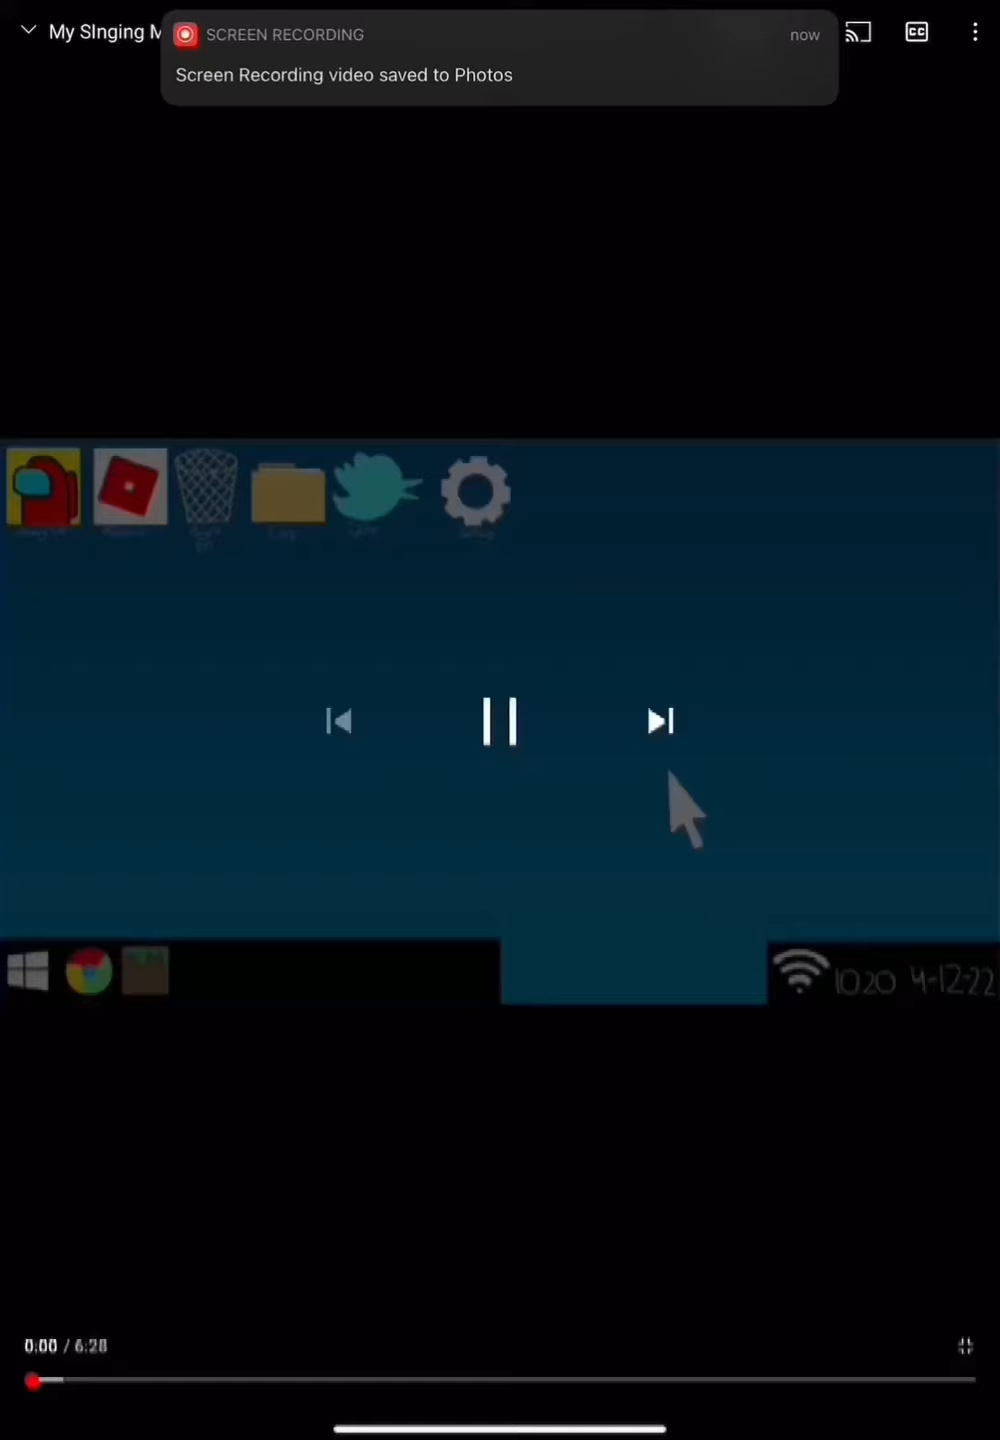 My SInging M
SCREEN RECORDING
now
CC
Screen Recording video saved to Photos
1020 4-12-22
0:00 / 6:28